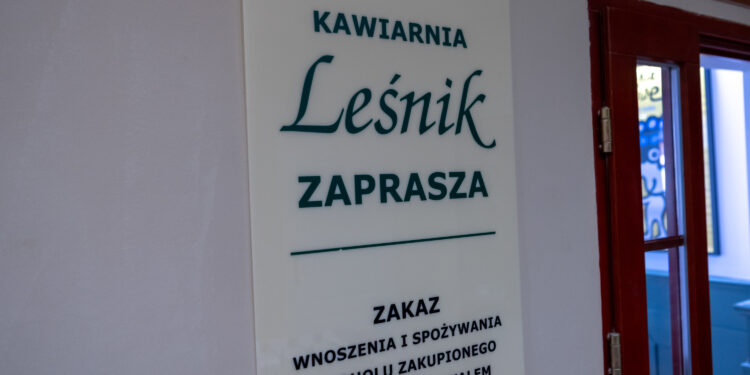 KAWIARNIA
Leśnik
ZAPRASZA
ZAKAZ
WNOSZENIA I SPOŻYWANIA
ZAKUPIONEGO